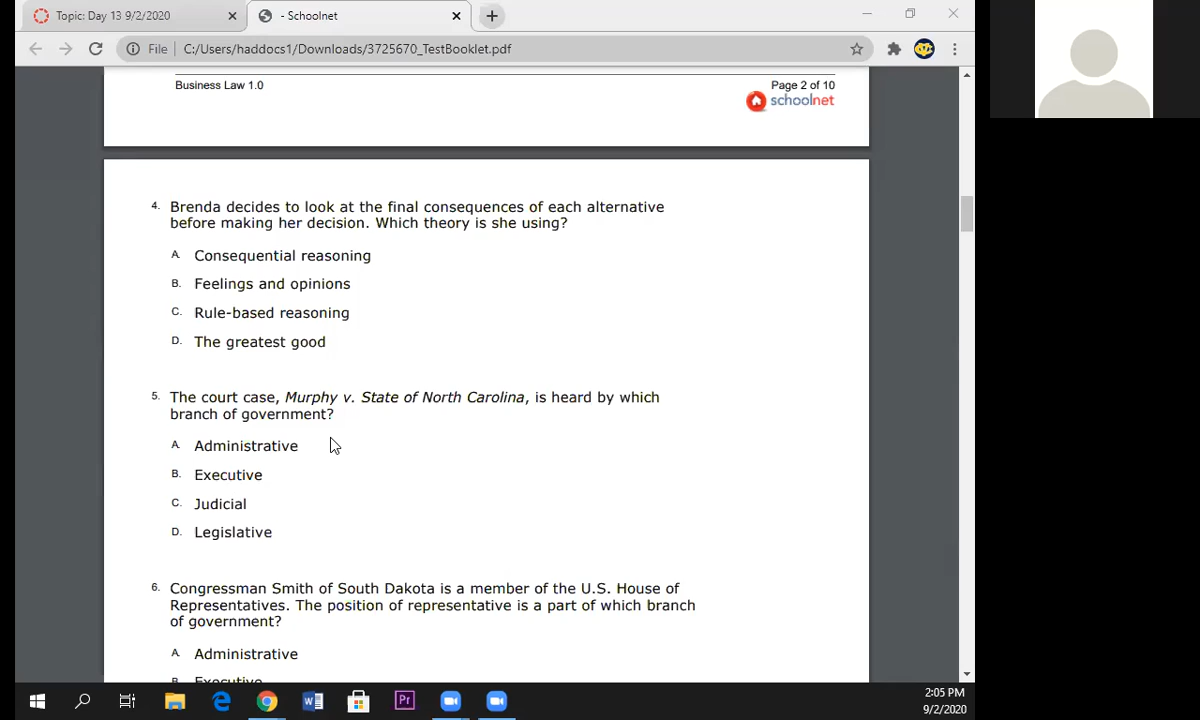 Topic: Day 13 9/2/2020
- Schoolnet
File
C:/Users/haddocs1/Downloads/3725670_TestBooklet.pdf
Business Law 1.0
Page 2 of 10
schoolnet
4. Brenda decides to look at the final consequences of each alternative
before making her decision. Which theory is she using?
A. Consequential reasoning
B. Feelings and opinions
C. Rule-based reasoning
D. The greatest good
5. The court case, Murphy v. State of North Carolina, is heard by which
branch of government?
A. Administrative
B. Executive
C. Judicial
D. Legislative
6. Congressman Smith of South Dakota is a member of the U.S. House of
Representatives. The position of representative is a part of which branch
of government?
A. Administrative
B. Executive
Pr
2:05 PM
9/2/2020